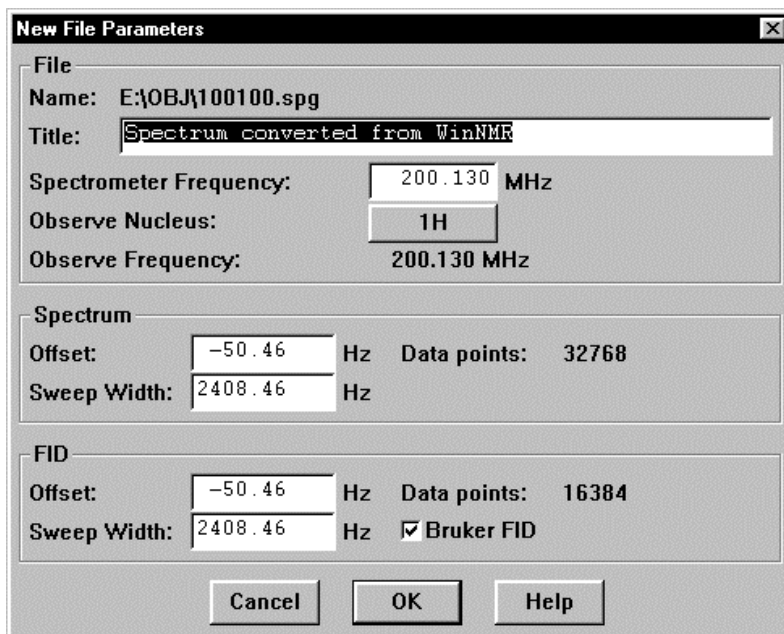 New File Parameters
File
Name: E:\OBJ\100100.spg
Title: Spectrum converted from WinNMR
Spectrometer Frequency: 200.130 MHz
Observe Nucleus: 1H
Observe Frequency: 200.130 MHz
Spectrum
Offset: -50.46 Hz Data points: 32768
Sweep Width: 2408.46 Hz
FID
Offset: -50.46 Hz Data points: 16384
Sweep Width: 2408.46 Hz Bruker FID
Cancel OK Help